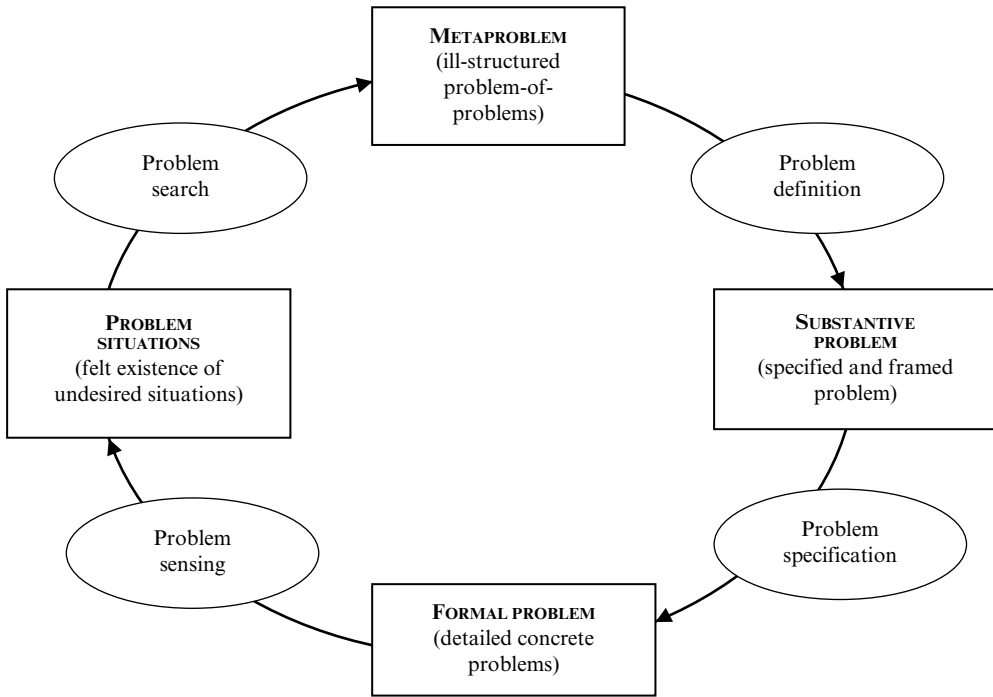 METAPROBLEM
(ill-structured
problem-of-
problems)
Problem
search
Problem
definition
PROBLEM
SITUATIONS
(felt existence of
undesired situations)
SUBSTANTIVE
PROBLEM
(specified and framed
problem)
Problem
sensing
Problem
specification
FORMAL PROBLEM
(detailed concrete
problems)